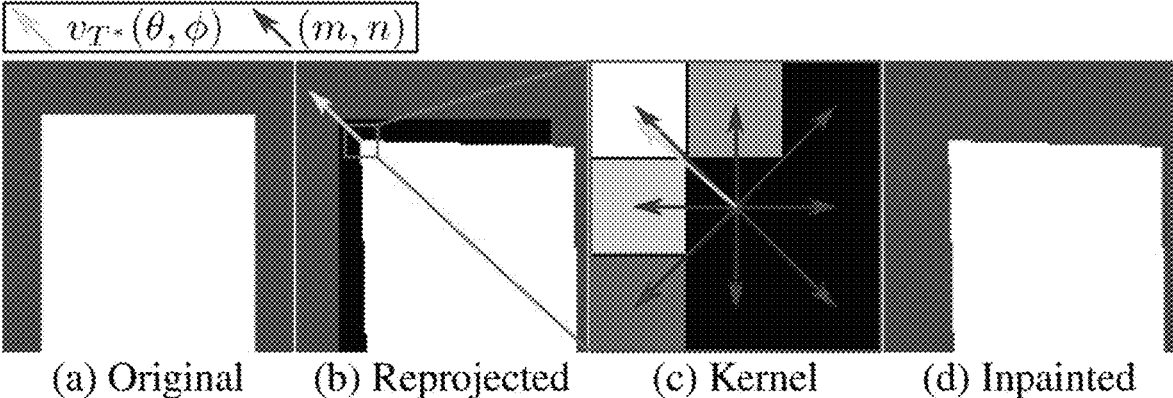 v_{T*}(θ, ϕ) (m, n)
(a) Original (b) Reprojected (c) Kernel (d) Inpainted